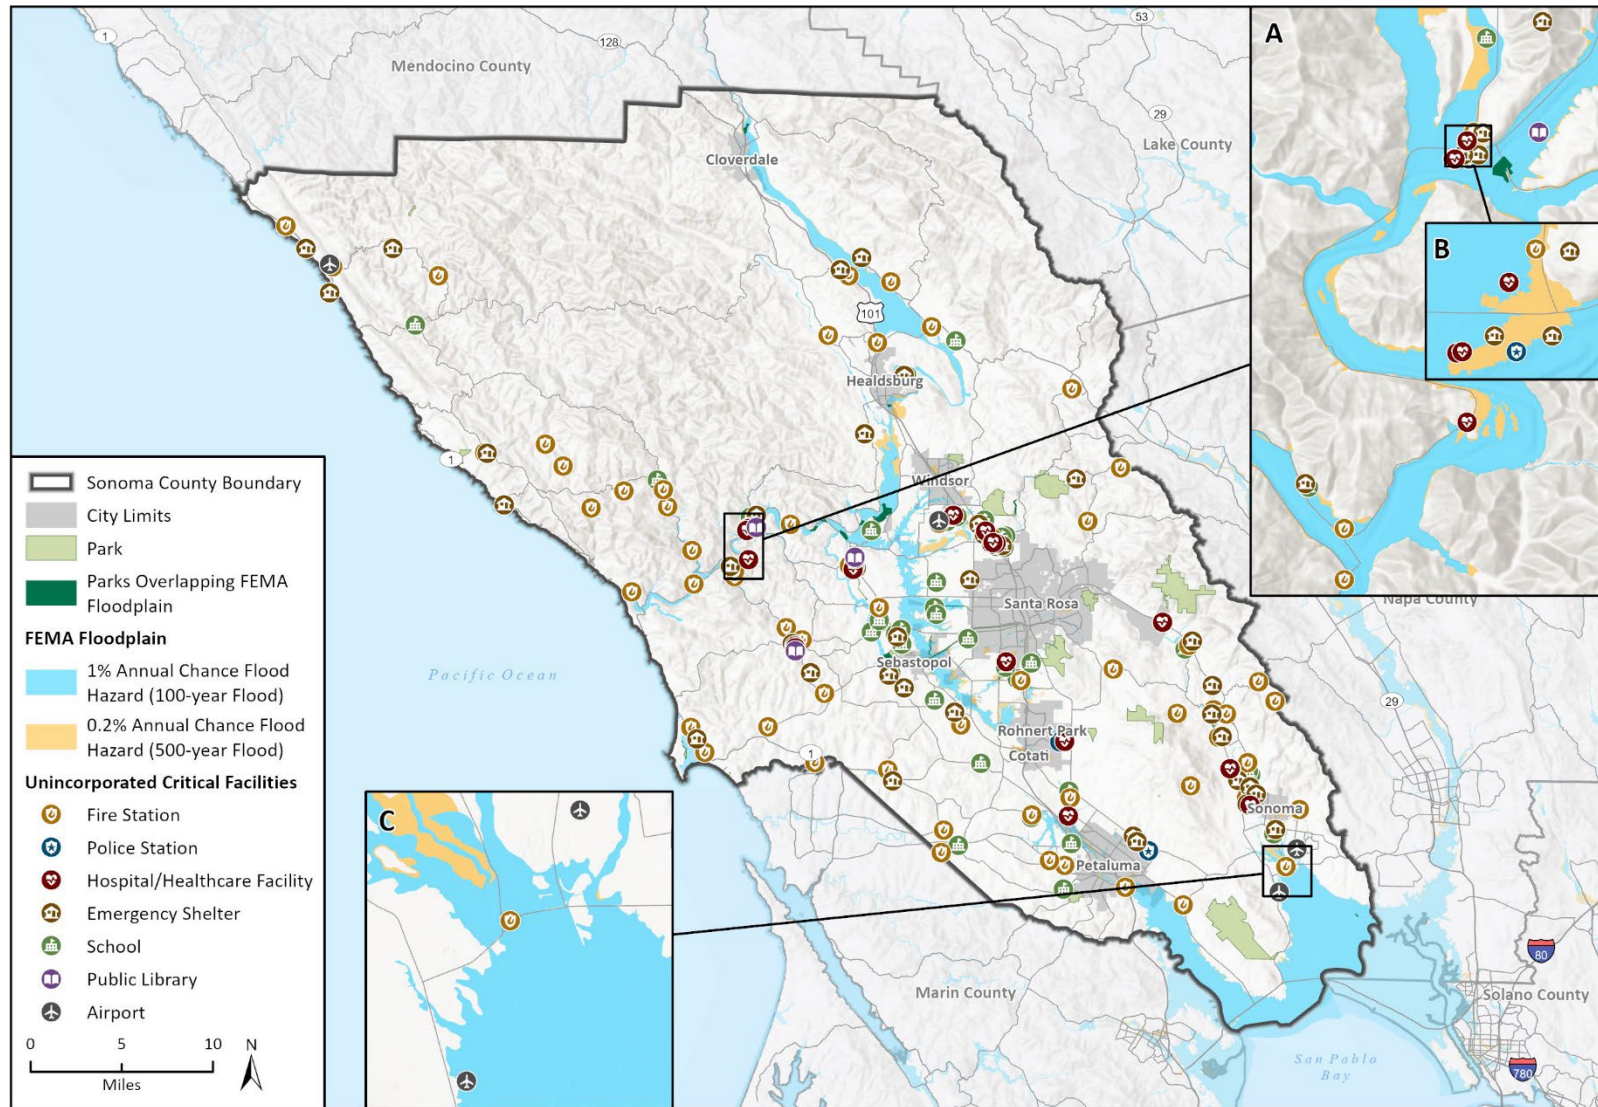 1
128
53
Mendocino County
29
Lake County
Cloverdale
101
Healdsburg
1
Windsor
Santa Rosa
Sebastopol
Pacific Ocean
Rohnert Park
Cotati
1
Sonoma
Petaluma
Napa County
29
Marin County
80
Solano County
San Pablo
Bay
780
A
B
C
Sonoma County Boundary
City Limits
Park
Parks Overlapping FEMA
Floodplain
FEMA Floodplain
1% Annual Chance Flood
Hazard (100-year Flood)
0.2% Annual Chance Flood
Hazard (500-year Flood)
Unincorporated Critical Facilities
Fire Station
Police Station
Hospital/Healthcare Facility
Emergency Shelter
School
Public Library
Airport
0 5 10
Miles
N